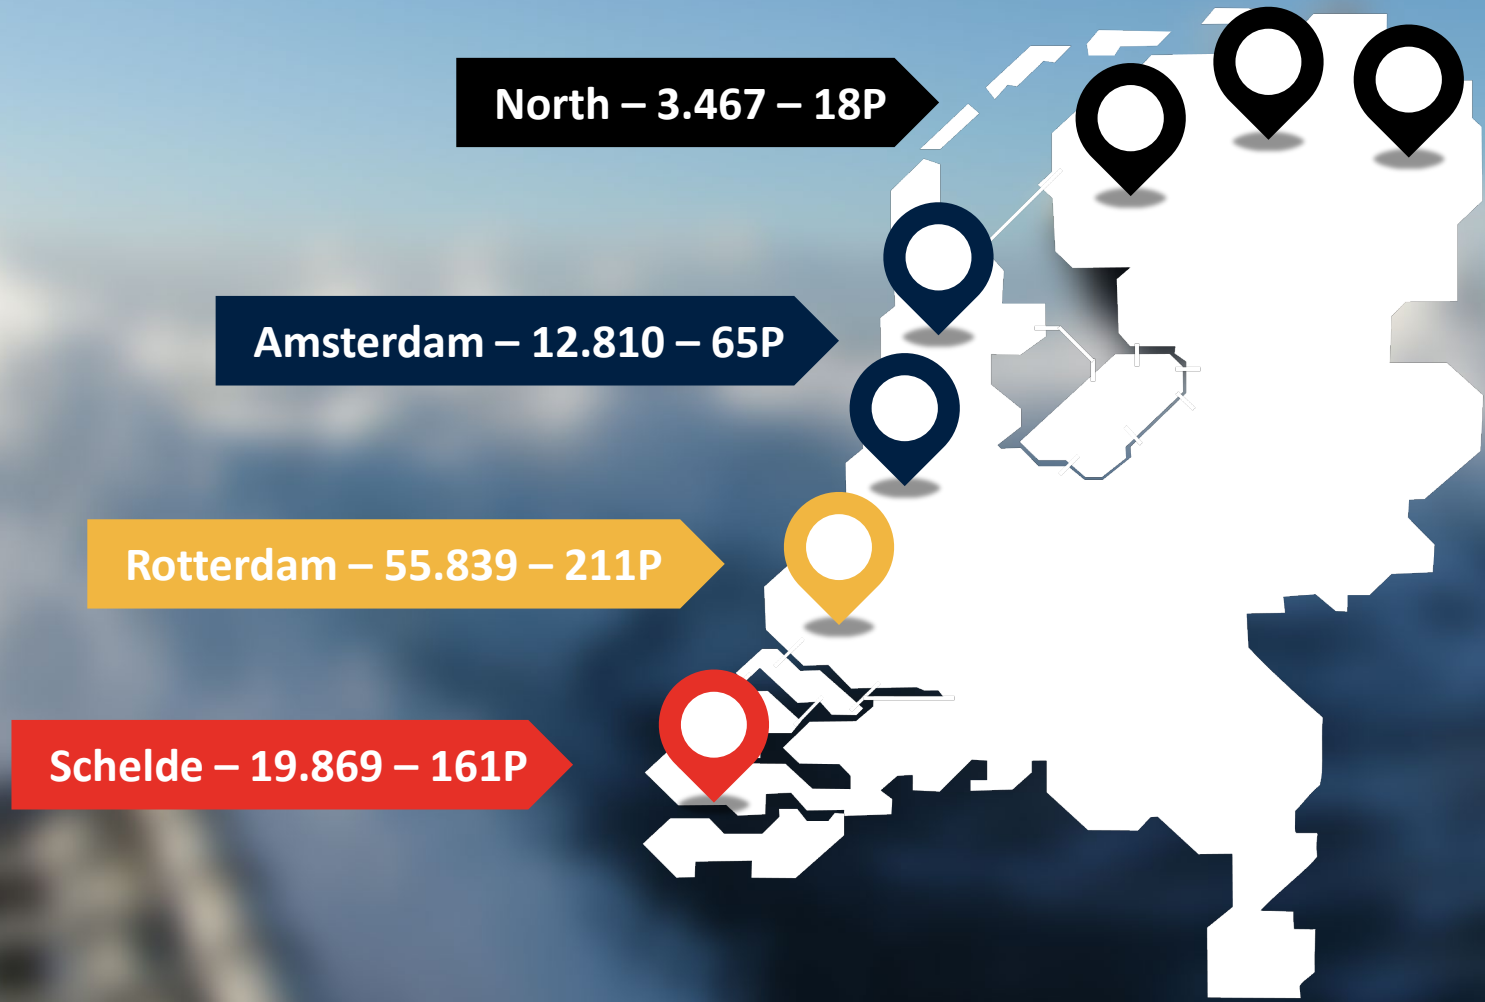 North – 3.467 – 18P
Amsterdam – 12.810 – 65P
Rotterdam – 55.839 – 211P
Schelde – 19.869 – 161P